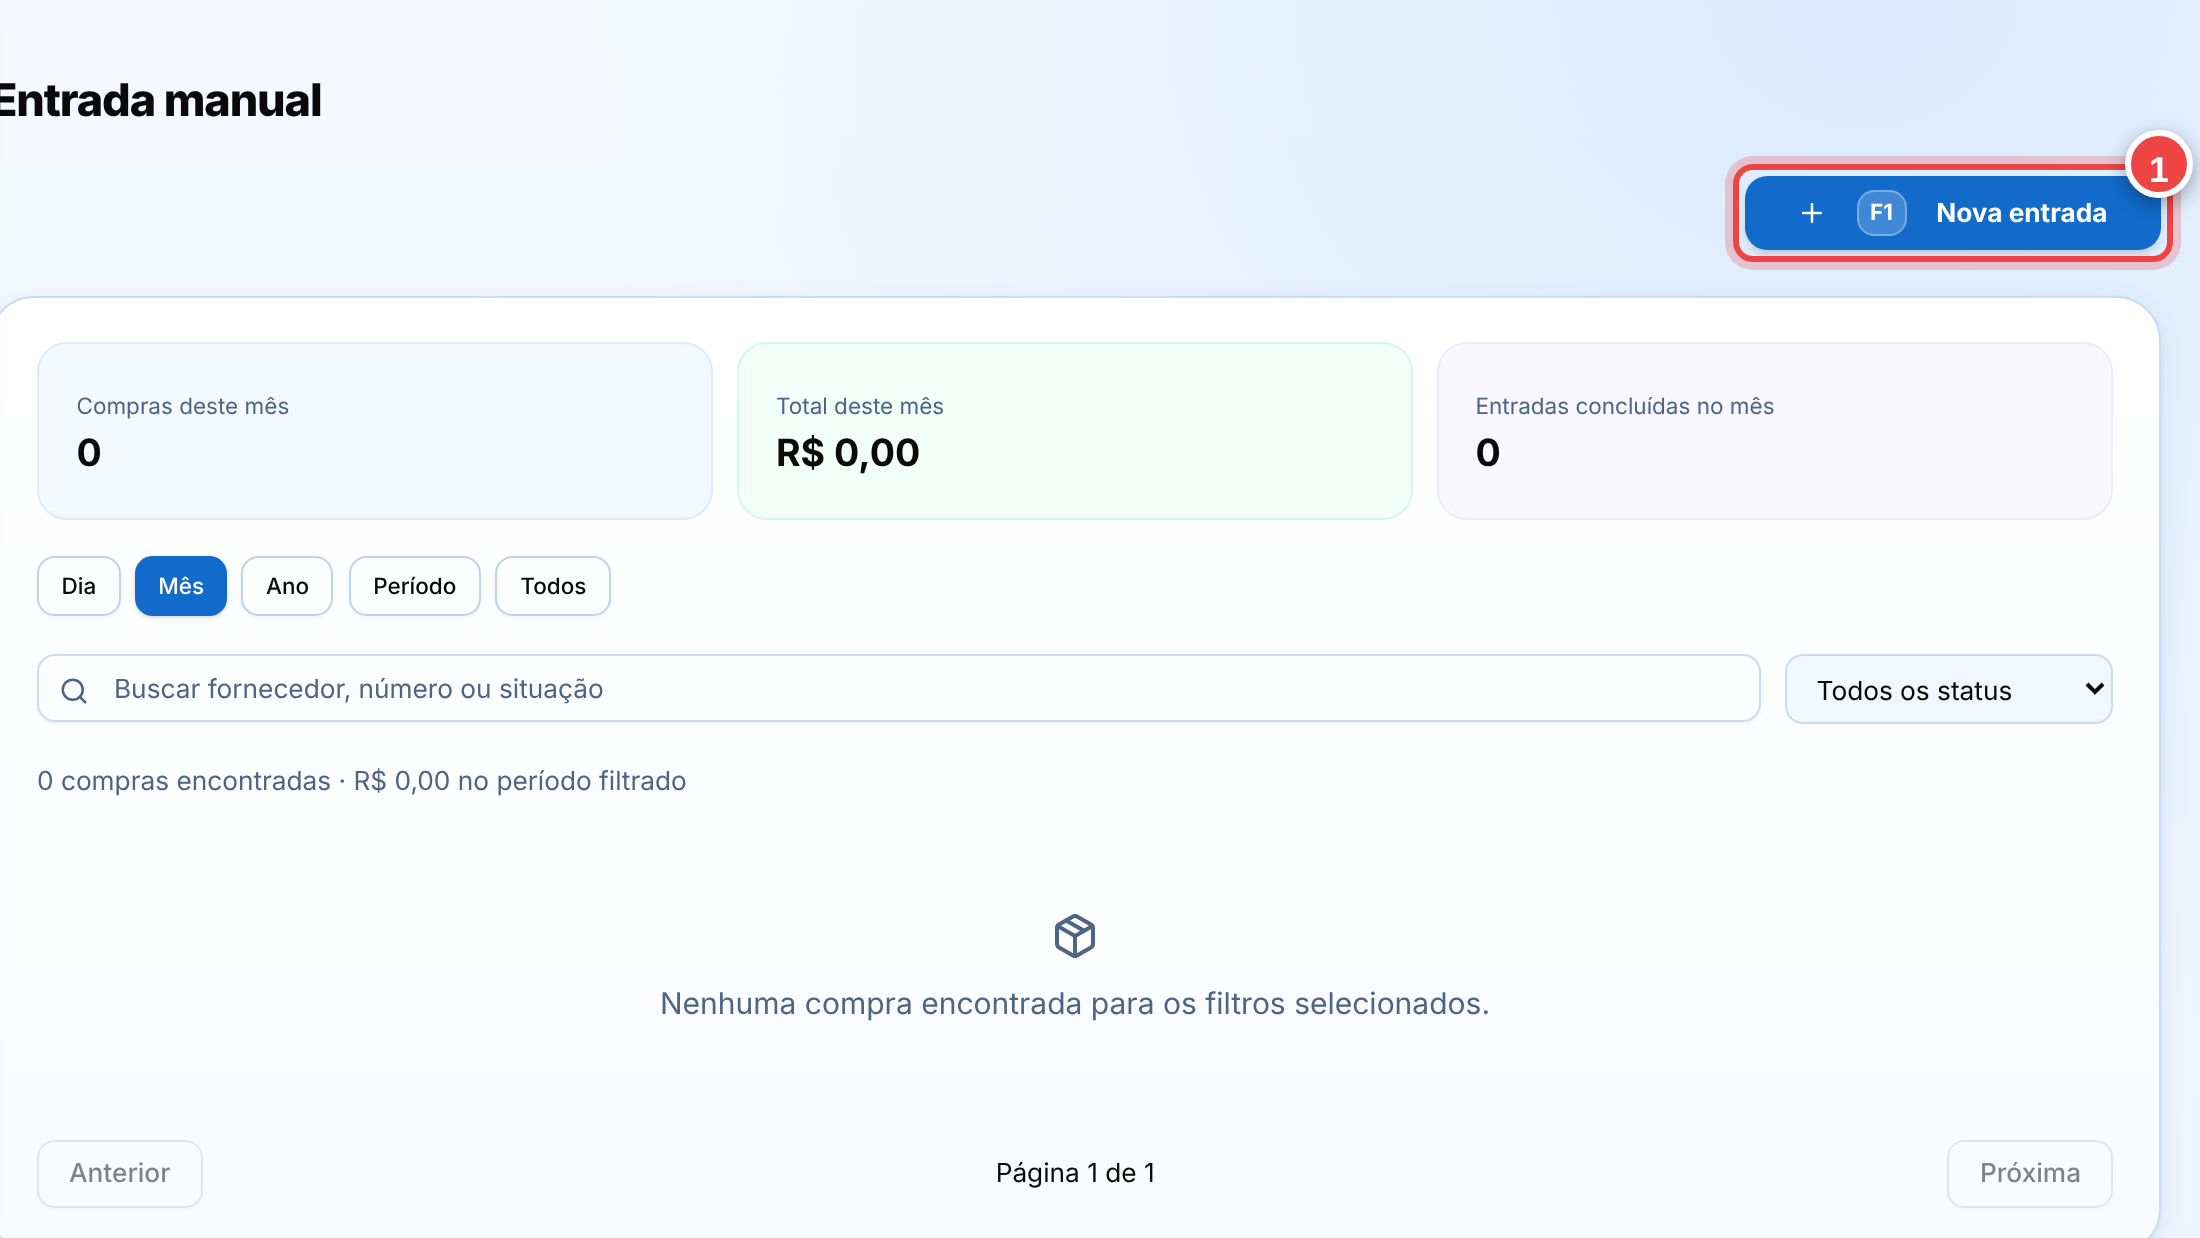 Entrada manual
1
F1 Nova entrada
Compras deste mês
0
Total deste mês
R$ 0,00
Entradas concluídas no mês
0
Dia
Mês
Ano
Período
Todos
Buscar fornecedor, número ou situação
Todos os status
0 compras encontradas · R$ 0,00 no período filtrado
Nenhuma compra encontrada para os filtros selecionados.
Anterior
Página 1 de 1
Próxima